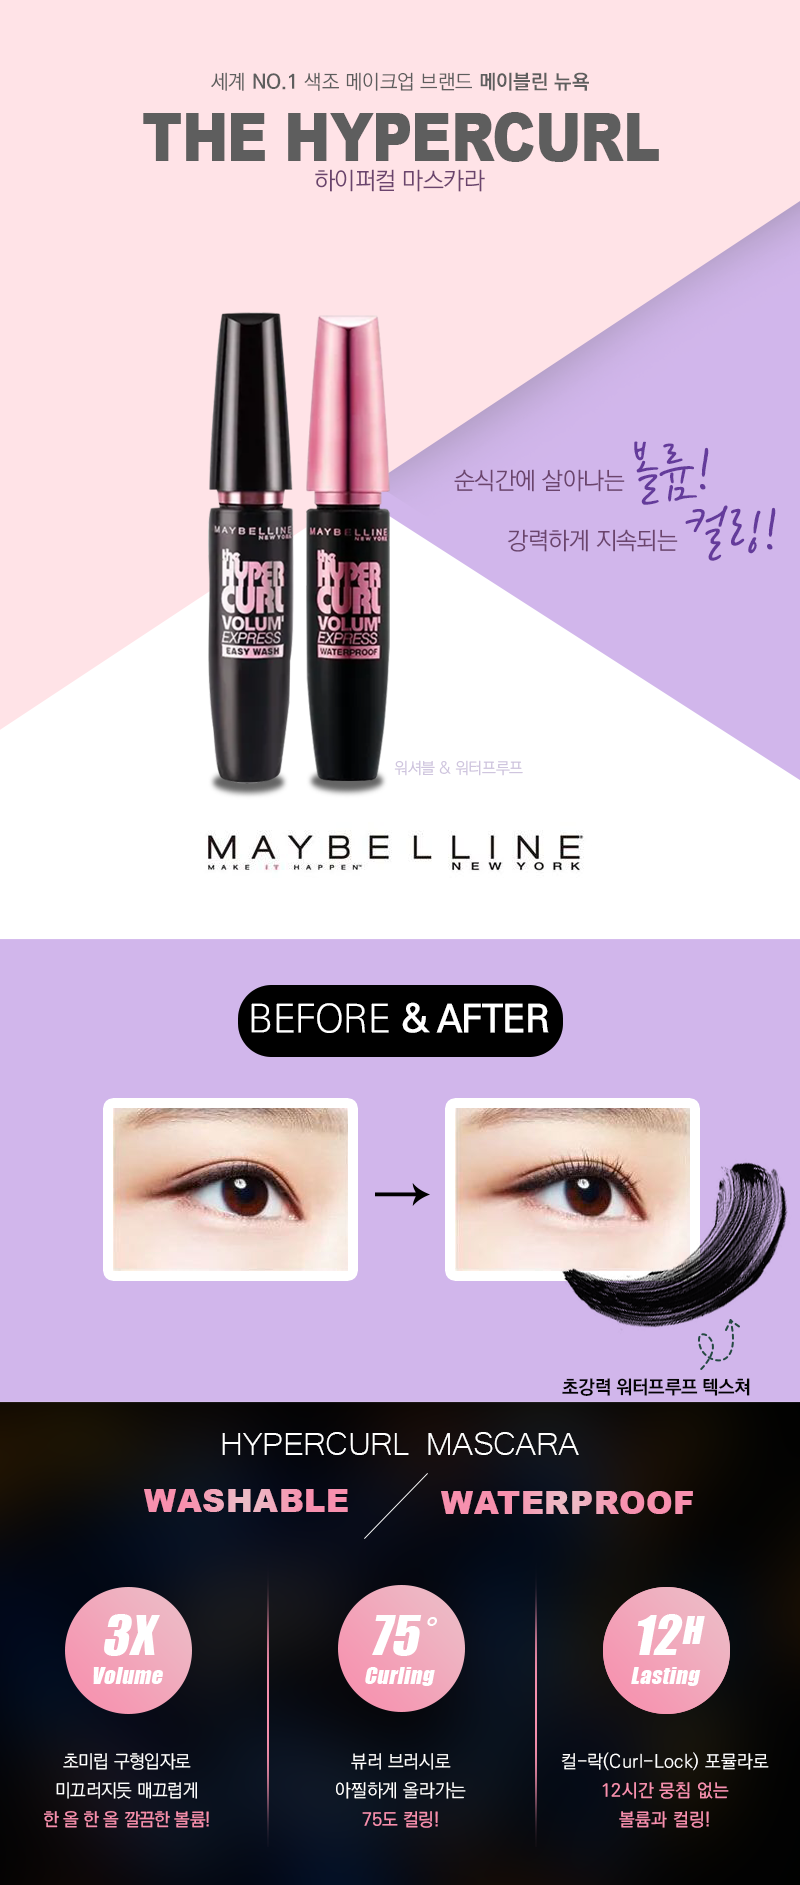 세계 NO.1 색조 메이크업 브랜드 메이블린 뉴욕
THE HYPERCURL
하이퍼컬 마스카라
순식간에 살아나는 볼륨!
강력하게 지속되는 컬링!
MAYBELLINE
NEW YORK
the
HYPER
CURL
VOLUM'
EXPRESS
EASY WASH
MAYBELLINE
NEW YORK
the
HYPER
CURL
VOLUM'
EXPRESS
WATERPROOF
워셔블 & 워터프루프
MAYBELLINE
MAKE IT HAPPEN™ NEW YORK
BEFORE & AFTER
초강력 워터프루프 텍스쳐
HYPERCURL MASCARA
WASHABLE / WATERPROOF
3X
Volume
초미립 구형입자로
미끄러지듯 매끄럽게
한 올 한 올 깔끔한 볼륨!
75°
Curling
뷰러 브러시로
아찔하게 올라가는
75도 컬링!
12H
Lasting
컬-락(Curl-Lock) 포뮬라로
12시간 뭉침 없는
볼륨과 컬링!